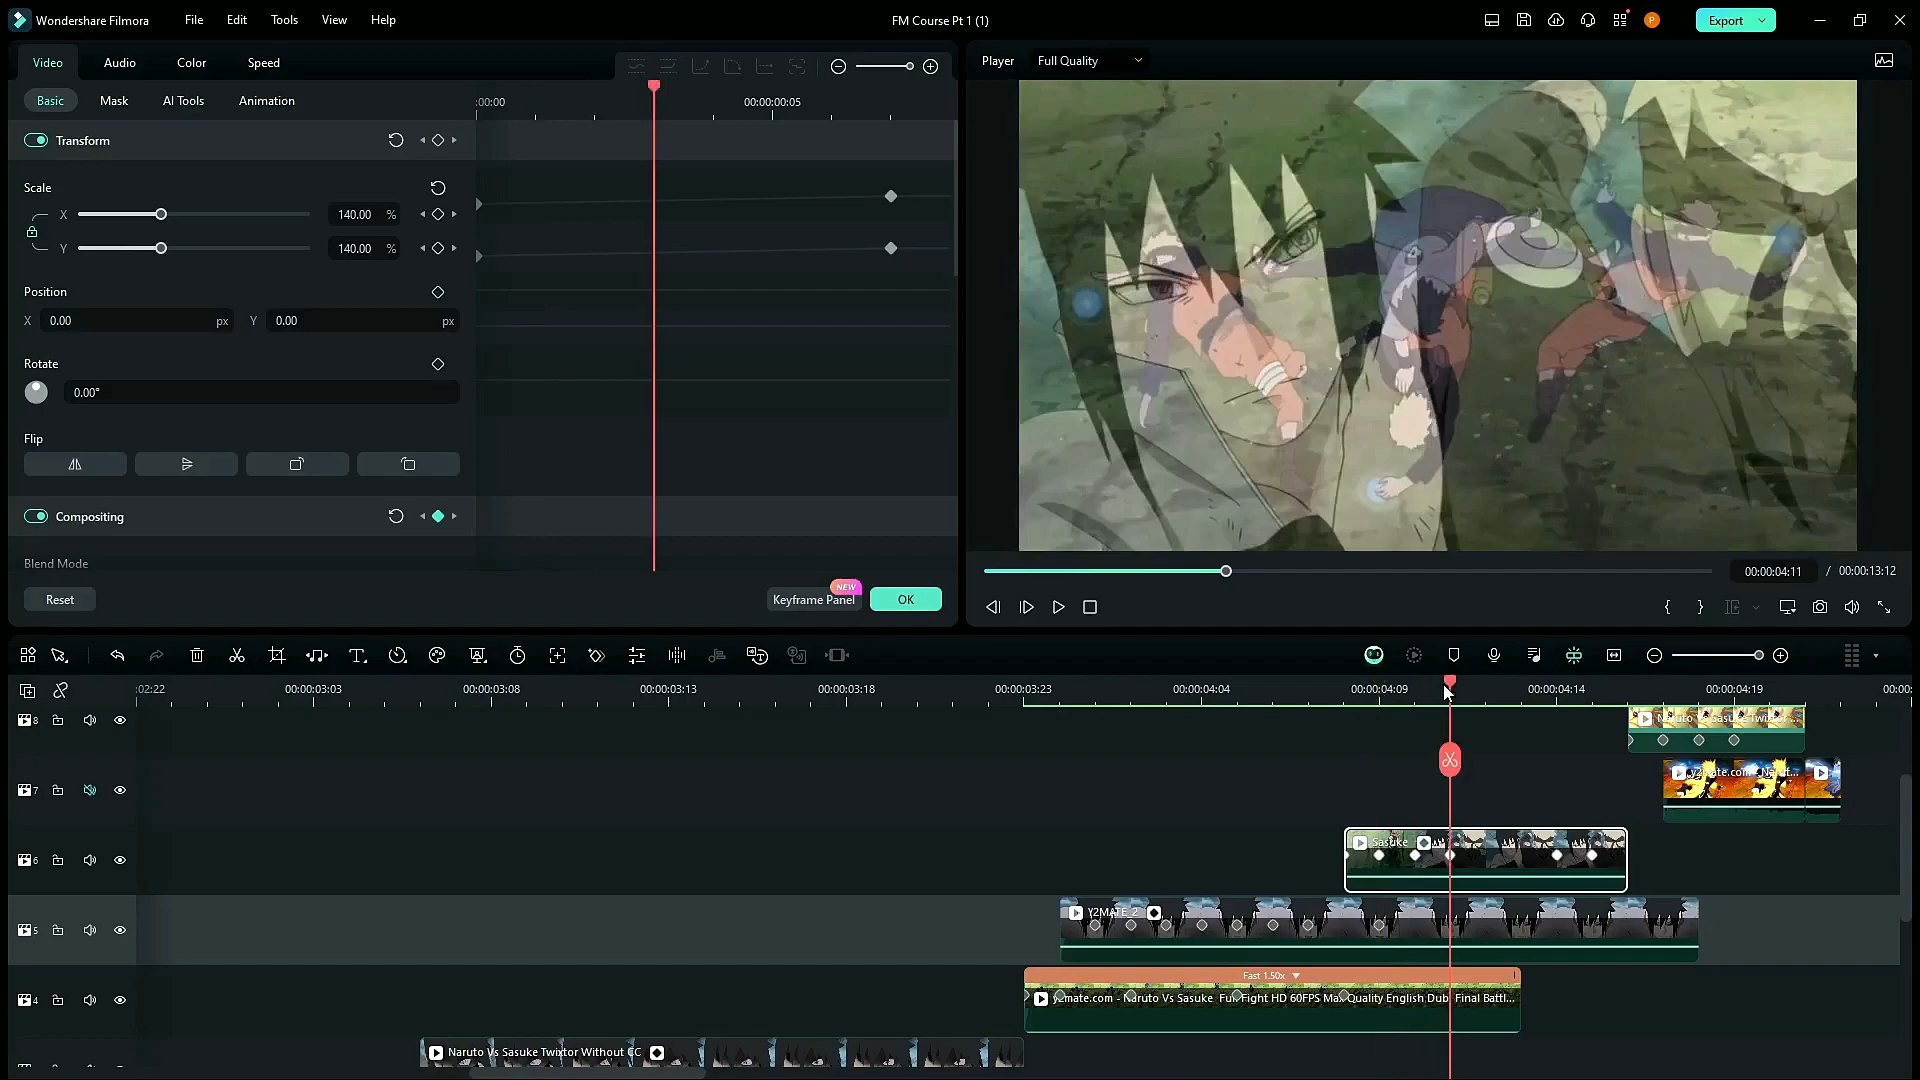 Wondershare Filmora File Edit Tools View Help FM Course Pt 1 (1) P Export
Video Audio Color Speed
Player Full Quality
Basic Mask AI Tools Animation
:00:00 00:00:00:05
Transform
Scale
X 140.00 %
Y 140.00 %
Position
X 0.00 px Y 0.00 px
Rotate
0.00°
Flip
Compositing
Blend Mode
00:00:04:11 / 00:00:13:12
Reset
NEW
Keyframe Panel OK
:02:22 00:00:03:03 00:00:03:08 00:00:03:13 00:00:03:18 00:00:03:23 00:00:04:04 00:00:04:09 00:00:04:14 00:00:04:19 00:00:
8 Naruto Vs Sasuke Twixtor ...
7 y2mate.com - Narut...
6 Sasuke
5 Y2MATE_2
Fast 1.50x
4 y2mate.com - Naruto Vs Sasuke Full Fight HD 60FPS Max Quality English Dub Final Battl...
Naruto Vs Sasuke Twixtor Without CC